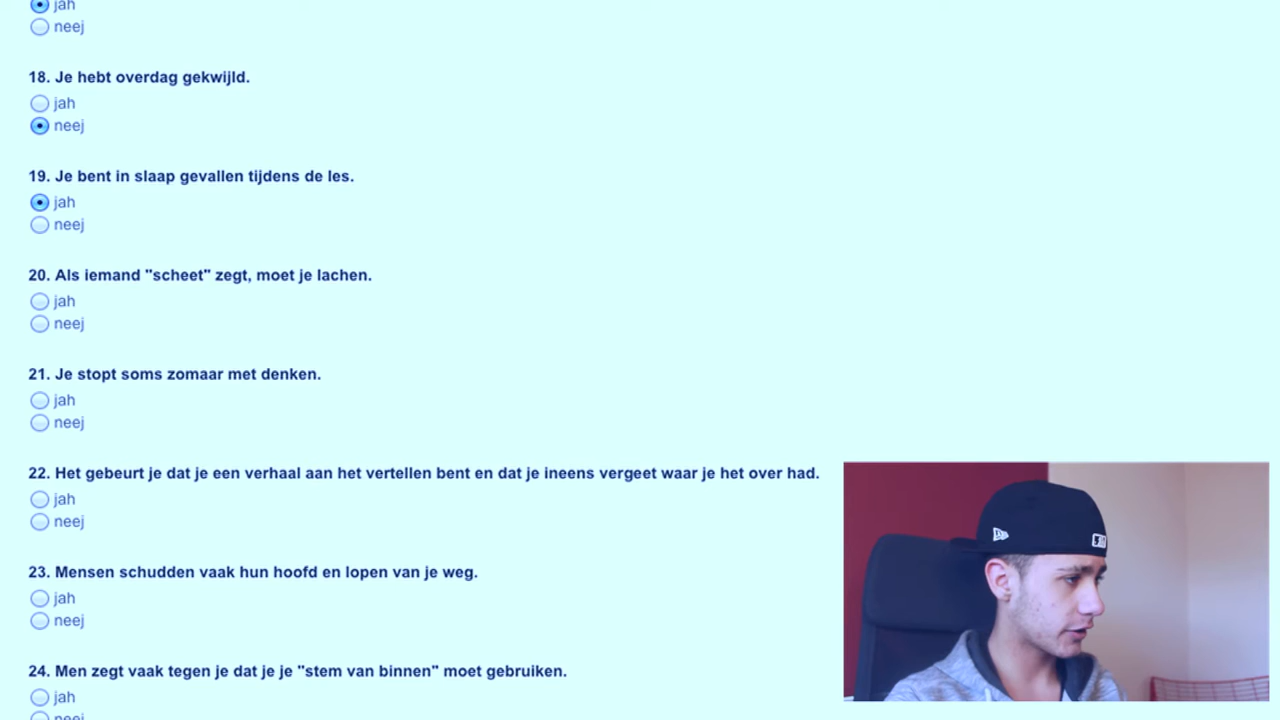 jah
neej
18. Je hebt overdag gekwijld.
jah
neej
19. Je bent in slaap gevallen tijdens de les.
jah
neej
20. Als iemand "scheet" zegt, moet je lachen.
jah
neej
21. Je stopt soms zomaar met denken.
jah
neej
22. Het gebeurt je dat je een verhaal aan het vertellen bent en dat je ineens vergeet waar je het over had.
jah
neej
23. Mensen schudden vaak hun hoofd en lopen van je weg.
jah
neej
24. Men zegt vaak tegen je dat je je "stem van binnen" moet gebruiken.
jah
neej